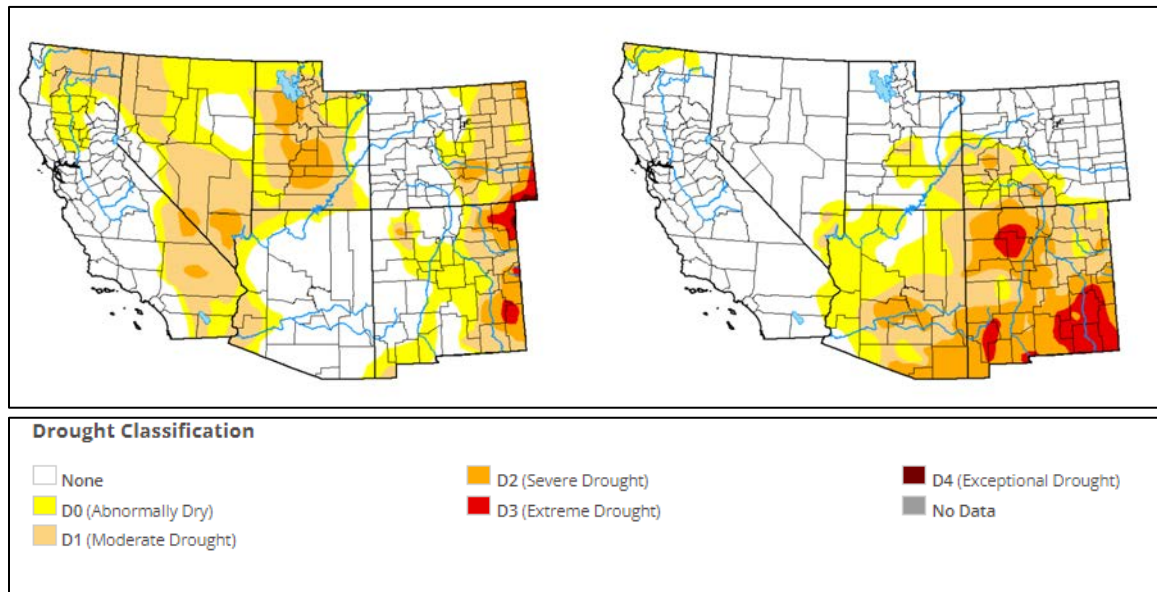 Drought Classification
None
D0 (Abnormally Dry)
D1 (Moderate Drought)
D2 (Severe Drought)
D3 (Extreme Drought)
D4 (Exceptional Drought)
No Data